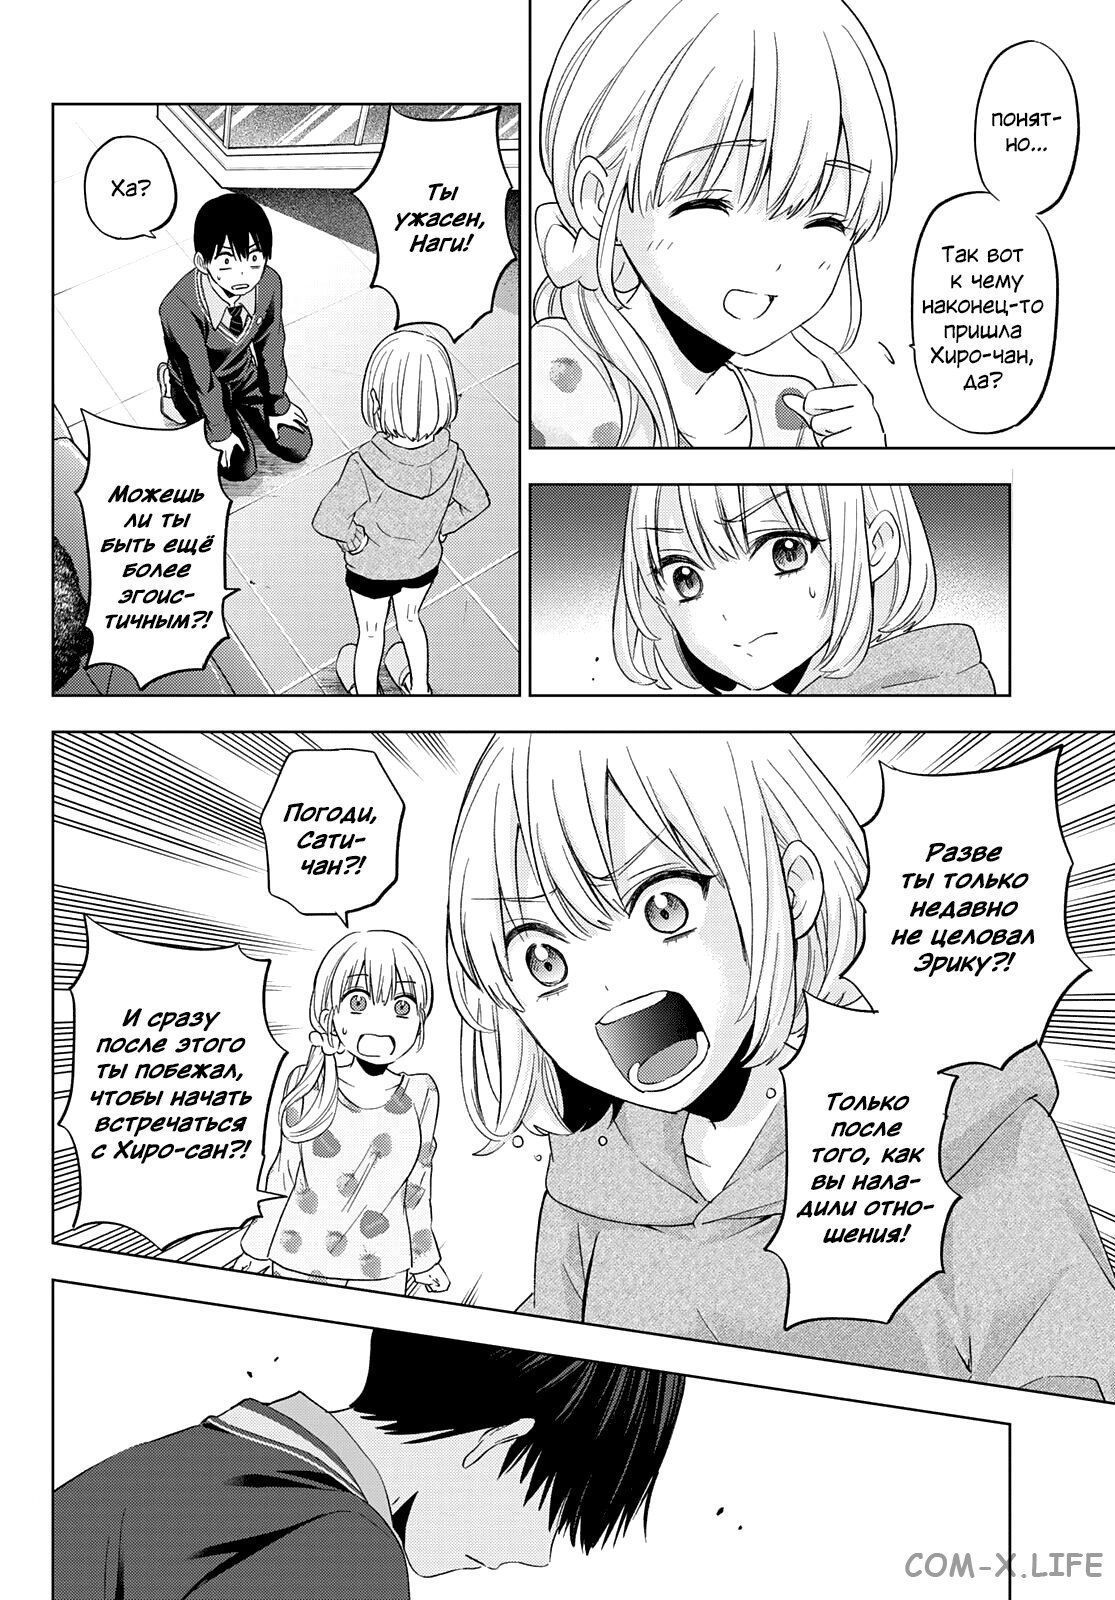 понят-
но...
Так вот
к чему
наконец-то
пришла
Хиро-чан,
да?
Ты
ужасен,
Наги!
Ха?
Можешь
ли ты
быть ещё
более
эгоис-
тичным?!
Разве
ты только
недавно
не целовал
Эрику?!
Только
после
того, как
вы нала-
дили отно-
шения!
Погоди,
Сати-
чан?!
И сразу
после этого
ты побежал,
чтобы начать
встречаться
с Хиро-сан?!
COM-X.LIFE